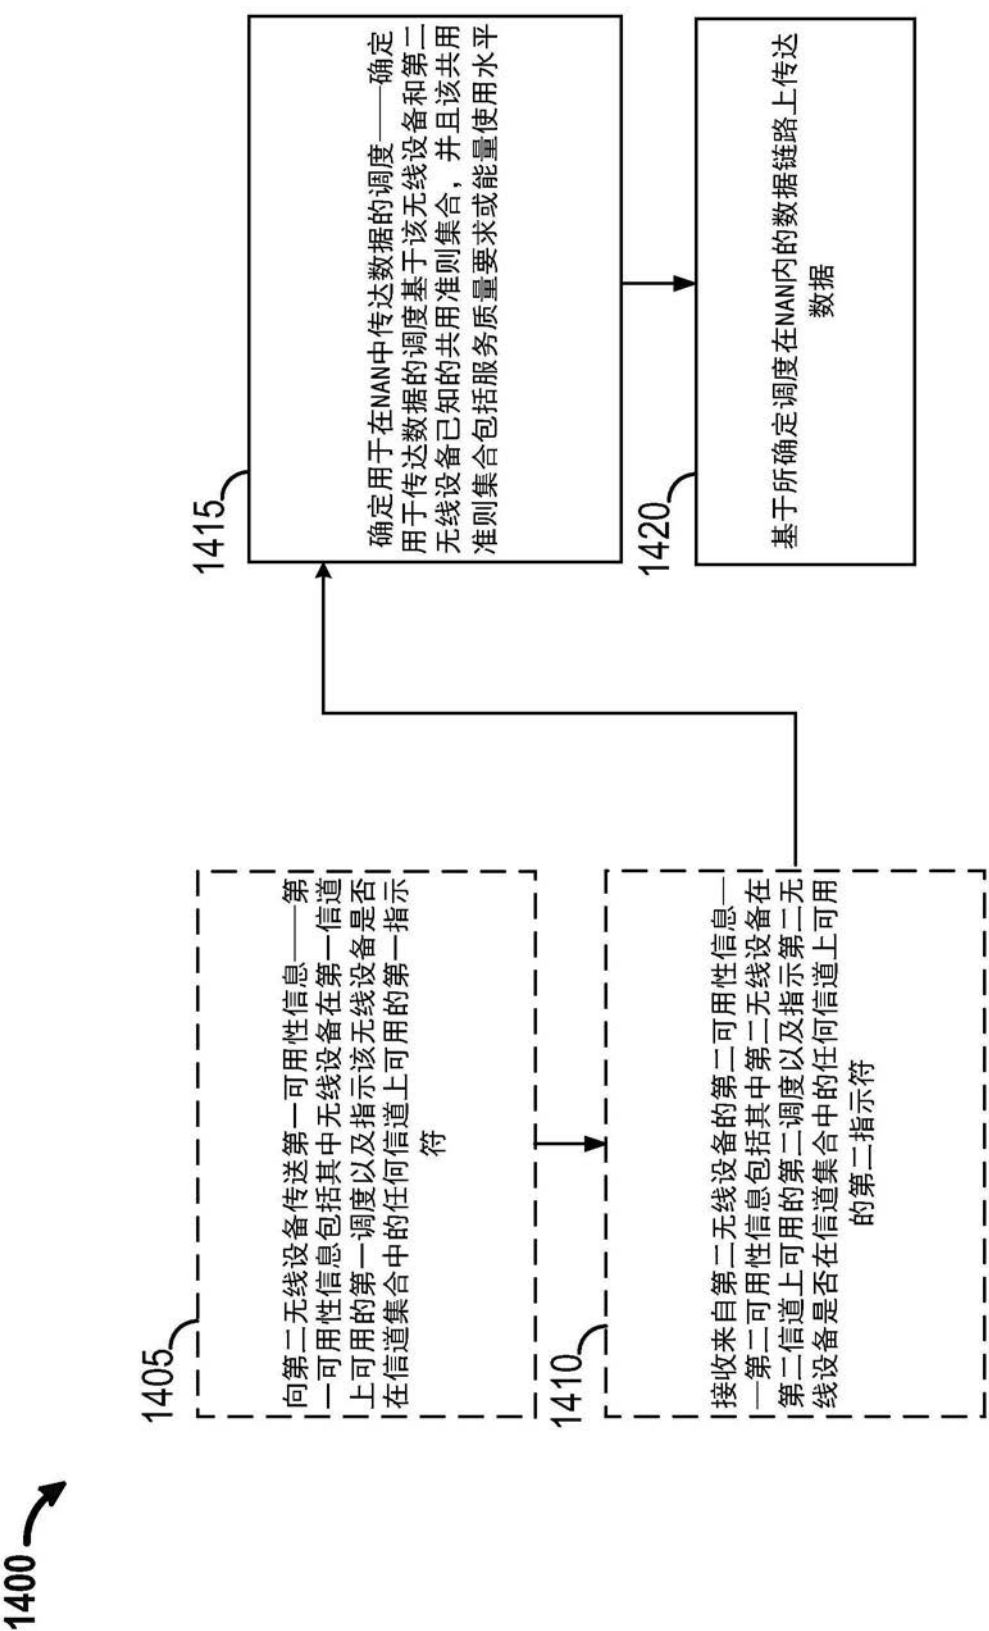 1400
1405
向第二无线设备传送第一可用性信息——第
一可用性信息包括其中无线设备在第一信道
上可用的第一调度以及指示该无线设备是否
在信道集合中的任何信道上可用的第一指示
符
1410
接收来自第二无线设备的第二可用性信息—
—第二可用性信息包括其中第二无线设备在
第二信道上可用的第二调度以及指示第二无
线设备是否在信道集合中的任何信道上可用
的第二指示符
1415
确定用于在NAN中传达数据的调度——确定
用于传达数据的调度基于该无线设备和第二
无线设备已知的共用准则集合，并且该共用
准则集合包括服务质量要求或能量使用水平
1420
基于所确定调度在NAN内的数据链路上传达
数据